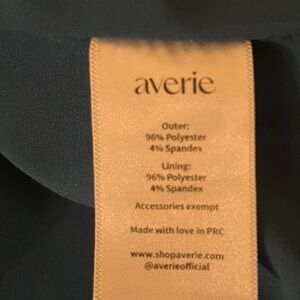 averie
Outer:
96% Polyester
4% Spandex
Lining:
96% Polyester
4% Spandex
Accessories exempt
Made with love in PRC
www.shopaverie.com
@averieofficial